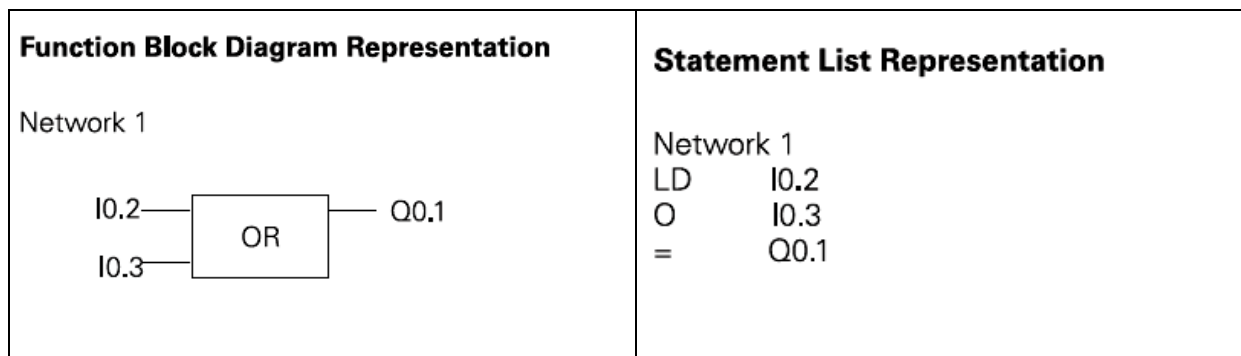 Function Block Diagram Representation
Network 1
I0.2
OR
Q0.1
I0.3
Statement List Representation
Network 1
LD I0.2
O I0.3
= Q0.1